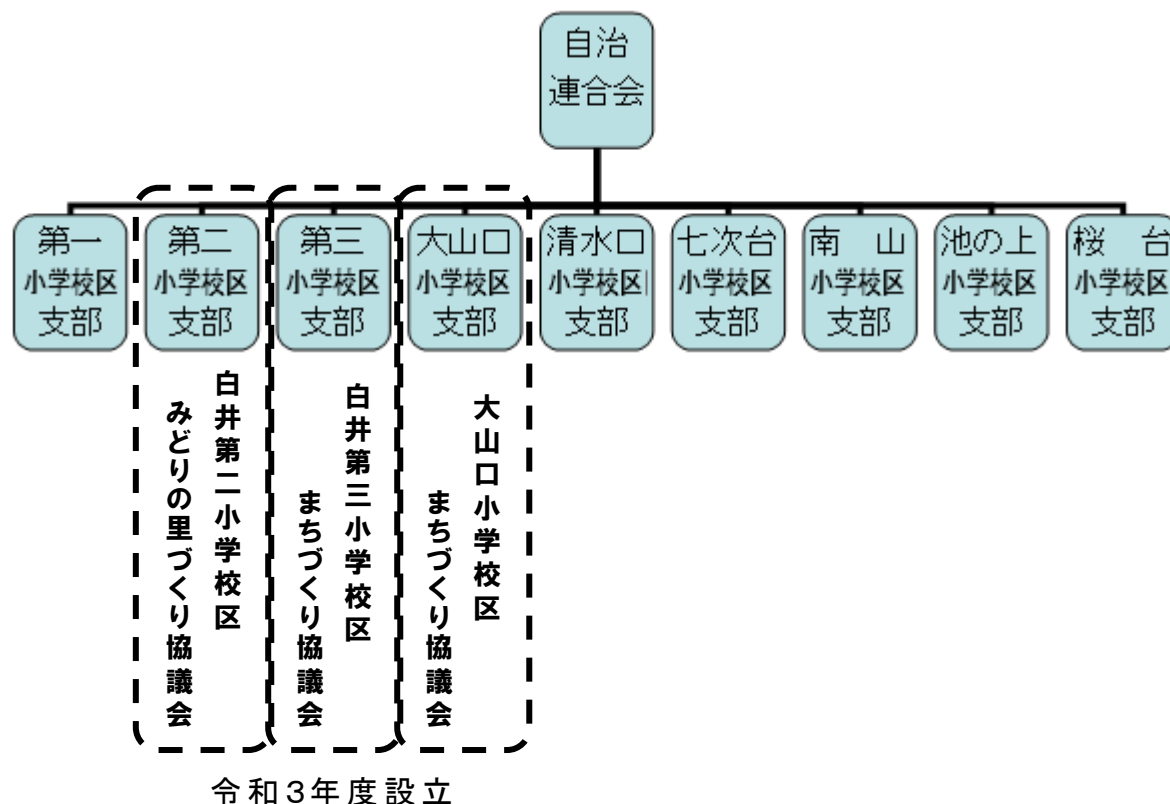 自治
連合会
第一
小学校区
支部
第二
小学校区
支部
第三
小学校区
支部
大山口
小学校区
支部
清水口
小学校区
支部
七次台
小学校区
支部
南　山
小学校区
支部
池の上
小学校区
支部
桜　台
小学校区
支部
白井第二小学校区
みどりの里づくり協議会
白井第三小学校区
まちづくり協議会
大山口小学校区
まちづくり協議会
令和3年度設立